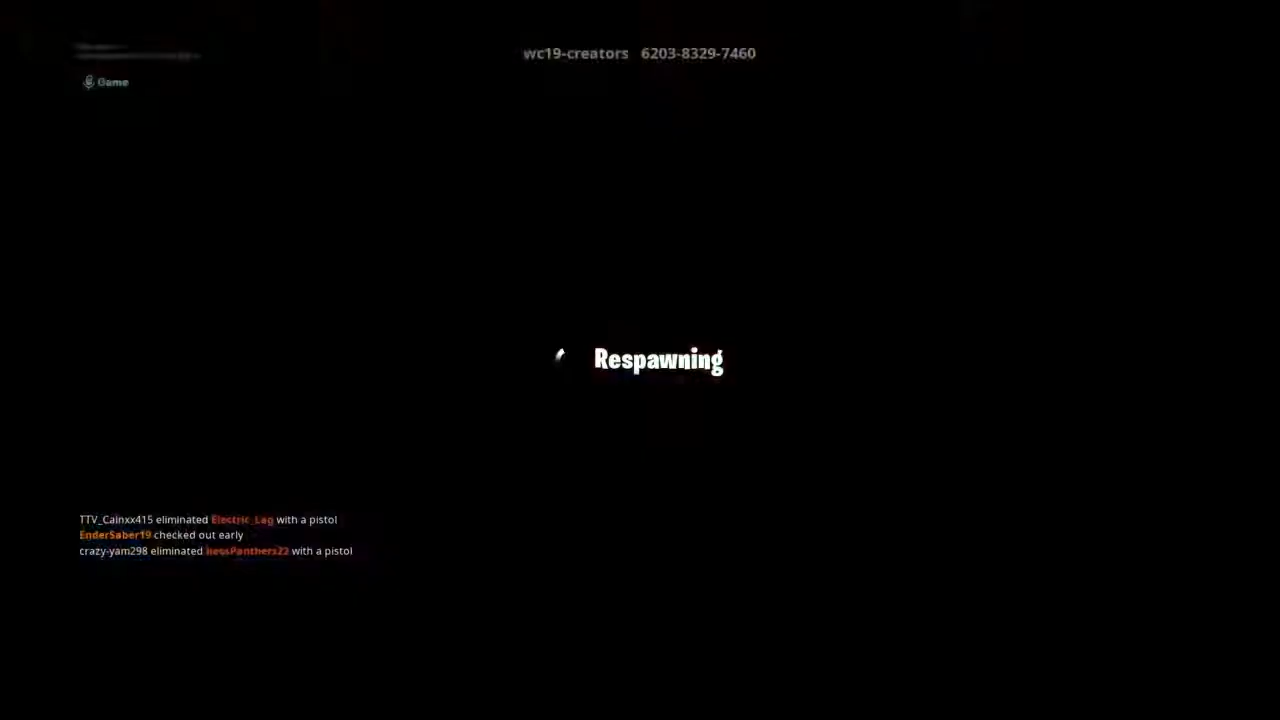 wc19-creators 6203-8329-7460
Game
Respawning
TTV_Calnxx415 eliminated Electric_Lag with a pistol
EnderSaber19 checked out early
crazy-yam298 eliminated hessPanthers22 with a pistol